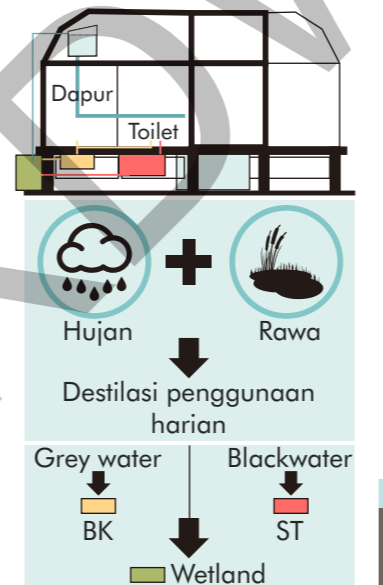 Dapur
Toilet
Hujan
Rawa
Destilasi penggunaan
harian
Grey water
Blackwater
BK
ST
Wetland